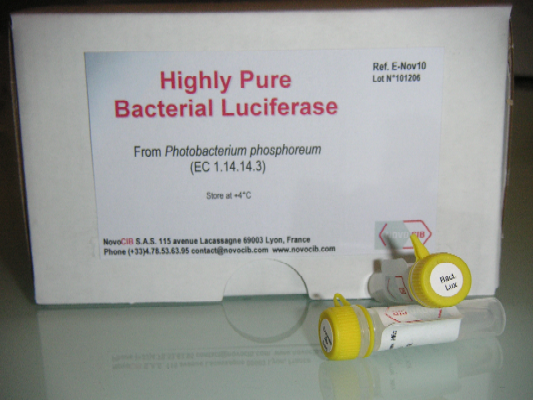 Ref. E-Nov10
Lot N°101206
Highly Pure
Bacterial Luciferase
From Photobacterium phosphoreum
(EC 1.14.14.3)
Store at +4°C
NovoCIB S.A.S. 115 avenue Lacassagne 69003 Lyon, France
Phone (+33)4.78.53.63.95 contact@novocib.com www.novocib.com
Bact.
Lux